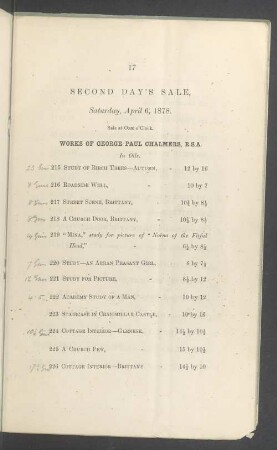 17
SECOND DAY'S SALE,
Saturday, April 6, 1878.
Sale at One o'Clock.
WORKS OF GEORGE PAUL CHALMERS, R.S.A.
In Oils.
215 Study of Birch Trees—Autumn, - 12 by 16
216 Roadside Well, - 10 by 7
217 Street Scene, Brittany, - 10½ by 8½
218 A Church Door, Brittany, - 10½ by 8½
219 "Mina," study for picture of "Norna of the Fitful
Head," - 6½ by 8½
220 Study—an Asian Peasant Girl, - 6 by 7½
221 Study for Picture, - 6½ by 12
222 Academy Study of a Man, - 10 by 12
223 Staircase in Craigmillar Castle, - 10 by 16
224 Cottage Interior—Glenesk, - 14½ by 10½
225 A Church Pew, - 15 by 10½
226 Cottage Interior—Brittany - 14½ by 20